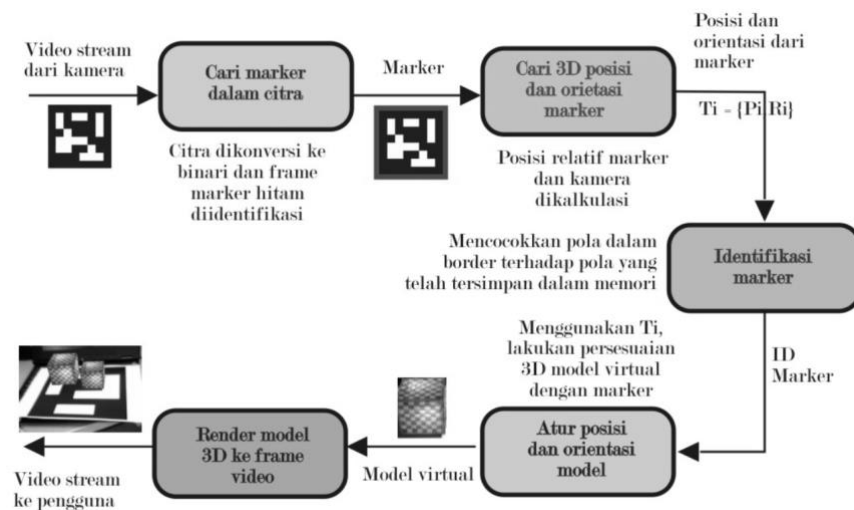 Video stream
dari kamera
Cari marker
dalam citra
Citra dikonversi ke
binari dan frame
marker hitam
diidentifikasi
Marker
Cari 3D posisi
dan orietasi
marker
Posisi relatif marker
dan kamera
dikalkulasi
Posisi dan
orientasi dari
marker
Ti = {Pi, Ri}
Identifikasi
marker
Mencocokkan pola dalam
border terhadap pola yang
telah tersimpan dalam memori
ID
Marker
Menggunakan Ti,
lakukan persesuaian
3D model virtual
dengan marker
Atur posisi
dan orientasi
model
Model virtual
Render model
3D ke frame
video
Video stream
ke pengguna